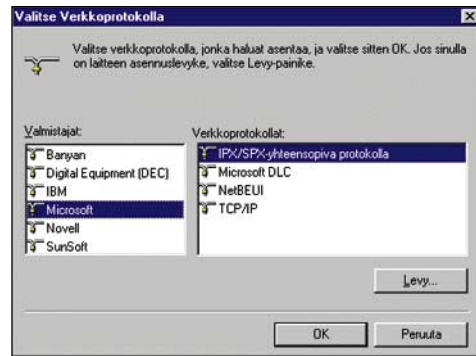 Valitse Verkkoprotokolla
Valitse verkkoprotokolla, jonka haluat asentaa, ja valitse sitten OK. Jos sinulla
on laitteen asennuslevyke, valitse Levy-painike.
Valmistajat:
Banyan
Digital Equipment (DEC)
IBM
Microsoft
Novell
SunSoft
Verkkoprotokollat:
IPX/SPX-yhteensopiva protokolla
Microsoft DLC
NetBEUI
TCP/IP
Levy...
OK
Peruuta